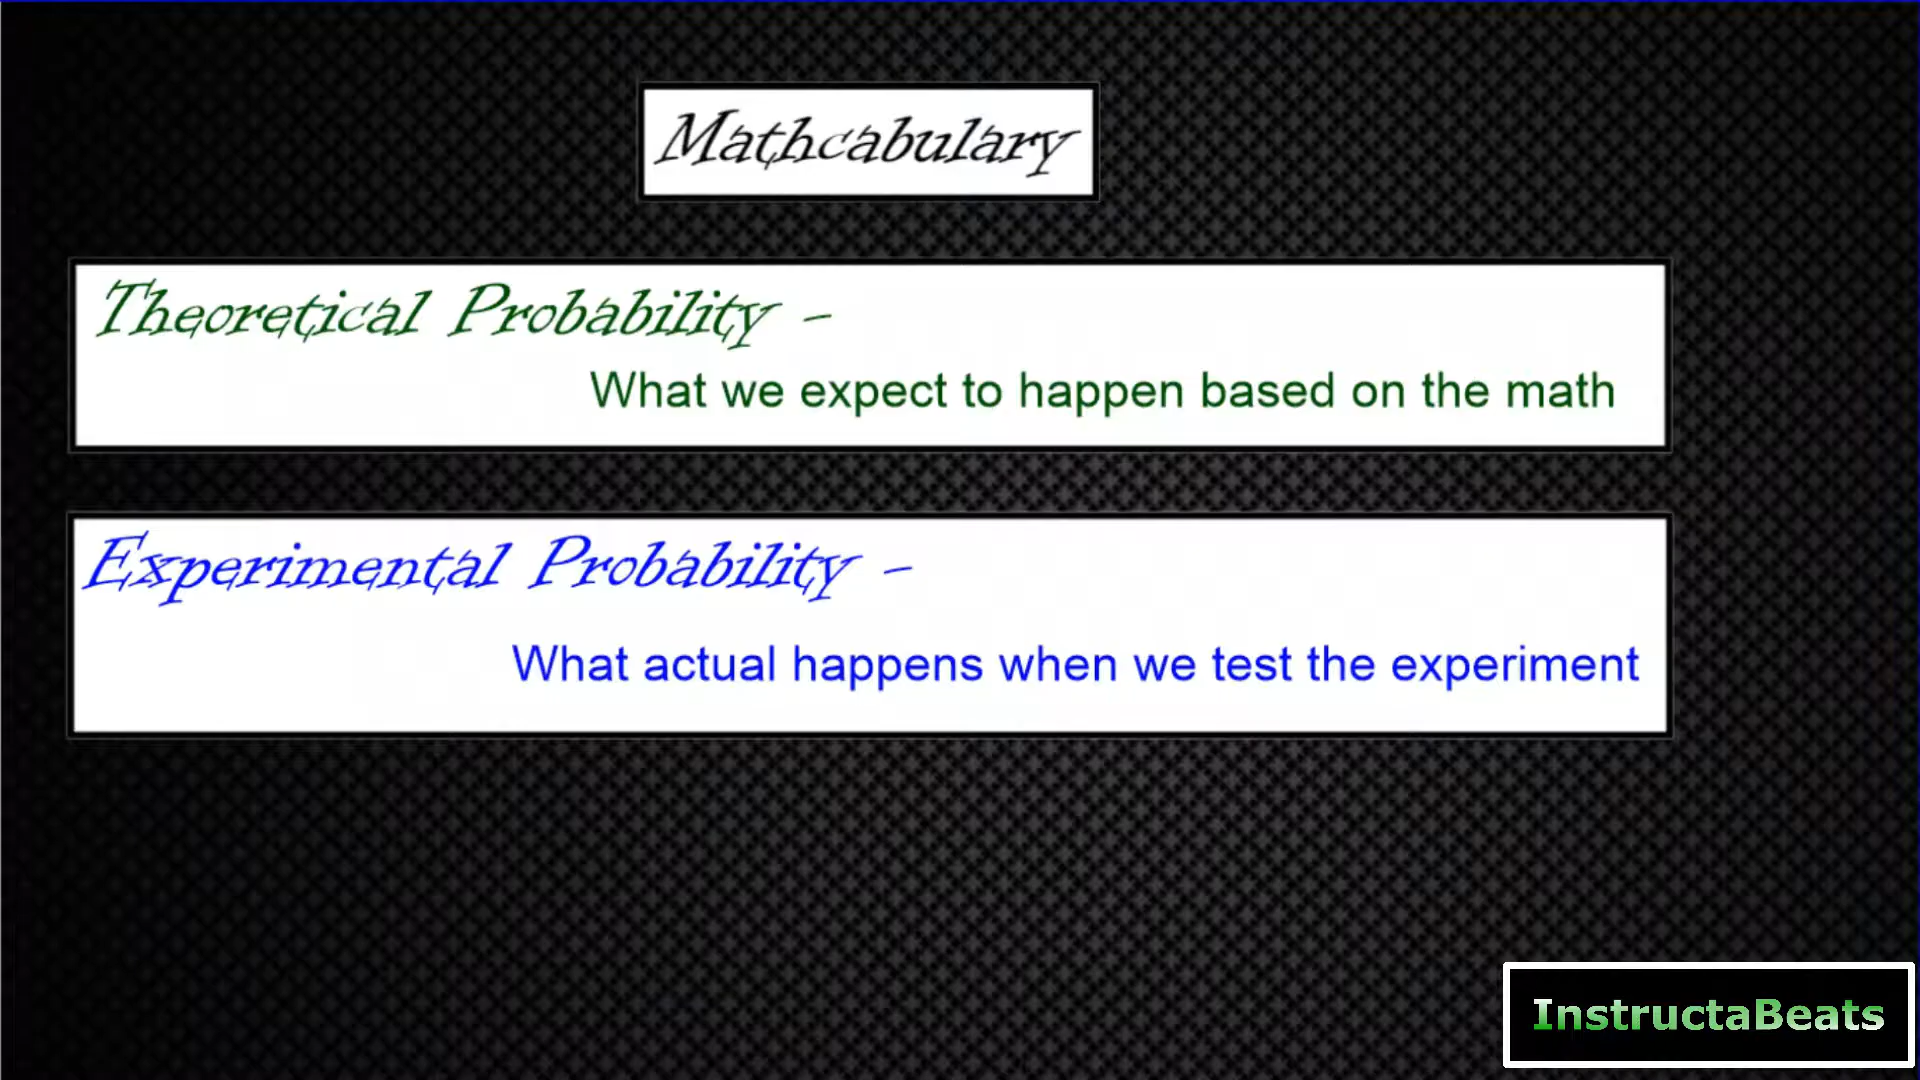 Mathcabulary
Theoretical Probability -
What we expect to happen based on the math
Experimental Probability -
What actual happens when we test the experiment
InstructaBeats